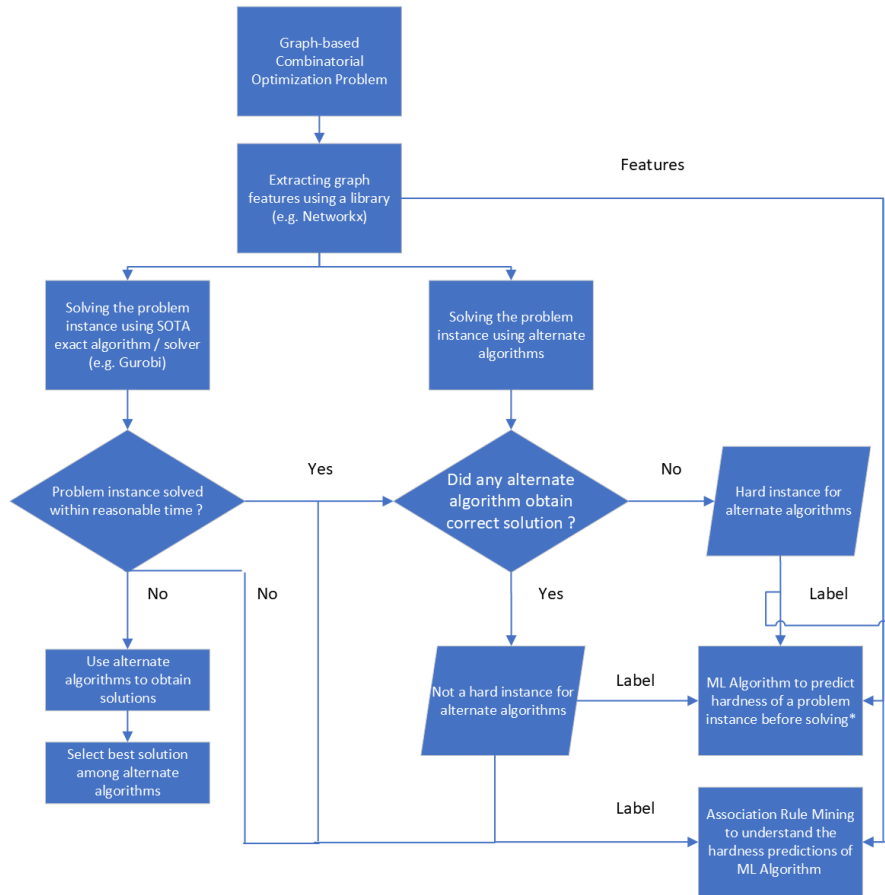 Graph-based
Combinatorial
Optimization Problem
Features
Extracting graph
features using a library
(e.g. Networkx)
Solving the problem
instance using SOTA
exact algorithm / solver
(e.g. Gurobi)
Solving the problem
instance using alternate
algorithms
Problem instance solved
within reasonable time ?
Yes
Did any alternate
algorithm obtain
correct solution ?
No
Hard instance for
alternate algorithms
No
No
Yes
Label
Use alternate
algorithms to obtain
solutions
Not a hard instance for
alternate algorithms
Label
ML Algorithm to predict
hardness of a problem
instance before solving*
Select best solution
among alternate
algorithms
Label
Association Rule Mining
to understand the
hardness predictions of
ML Algorithm